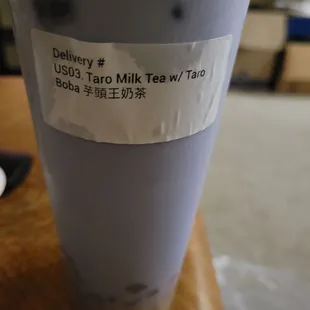 Delivery #
US03. Taro Milk Tea w/ Taro
Boba 芋頭王奶茶